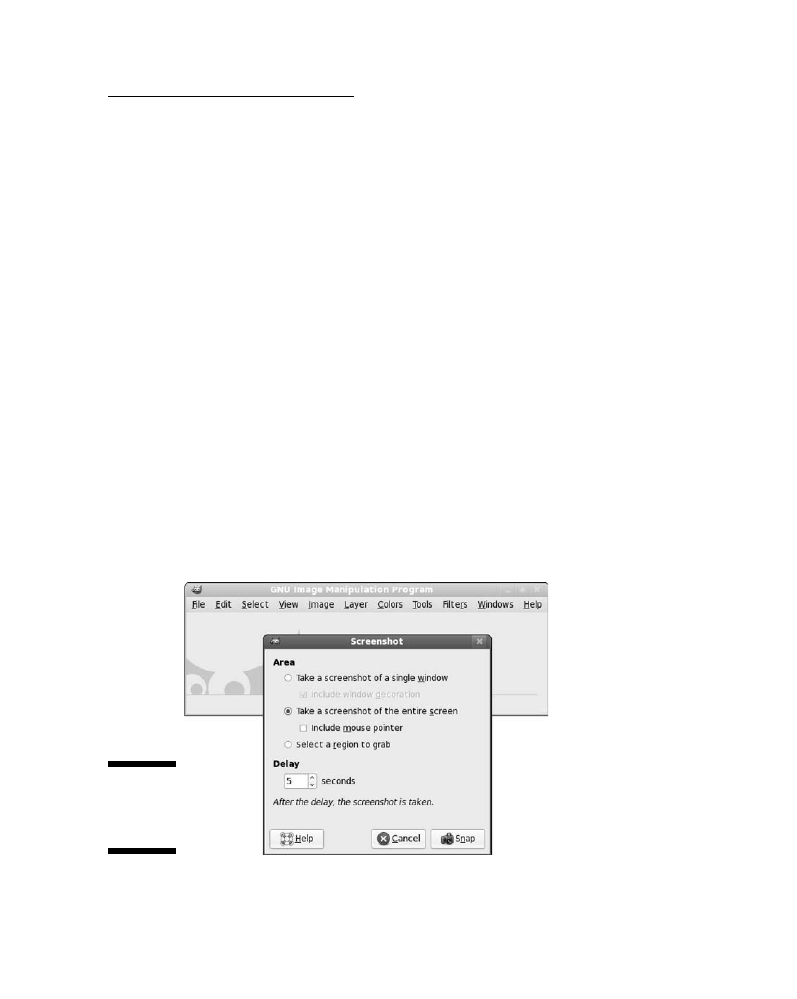 GNU Image Manipulation Program
File Edit Select View Image Layer Colors Tools Filters Windows Help
Screenshot
Area
Take a screenshot of a single window
Include window decoration
Take a screenshot of the entire screen
Include mouse pointer
Select a region to grab
Delay
5 seconds
After the delay, the screenshot is taken.
Help Cancel Snap